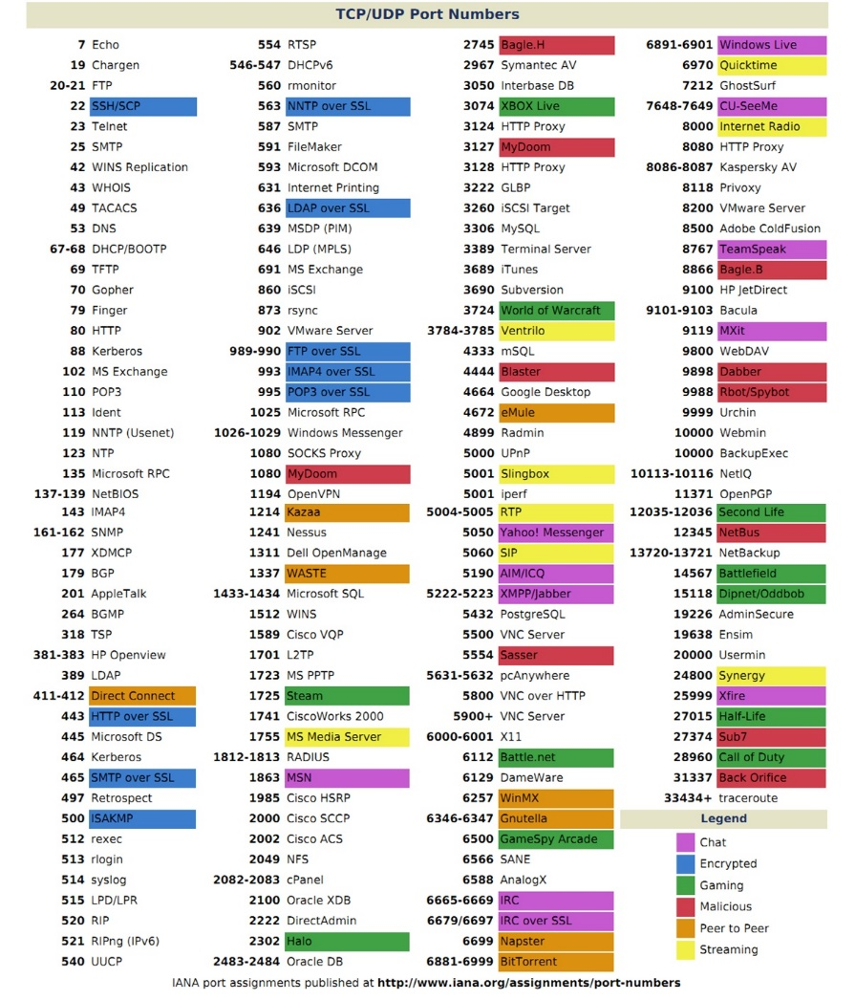 TCP/UDP Port Numbers
7 Echo
19 Chargen
20-21 FTP
22 SSH/SCP
23 Telnet
25 SMTP
42 WINS Replication
43 WHOIS
49 TACACS
53 DNS
67-68 DHCP/BOOTP
69 TFTP
70 Gopher
79 Finger
80 HTTP
88 Kerberos
102 MS Exchange
110 POP3
113 Ident
119 NNTP (Usenet)
123 NTP
135 Microsoft RPC
137-139 NetBIOS
143 IMAP4
161-162 SNMP
177 XDMCP
179 BGP
201 AppleTalk
264 BGMP
318 TSP
381-383 HP Openview
389 LDAP
411-412 Direct Connect
443 HTTP over SSL
445 Microsoft DS
464 Kerberos
465 SMTP over SSL
497 Retrospect
500 ISAKMP
512 rexec
513 rlogin
514 syslog
515 LPD/LPR
520 RIP
521 RIPng (IPv6)
540 UUCP
554 RTSP
546-547 DHCPv6
560 rmonitor
563 NNTP over SSL
587 SMTP
591 FileMaker
593 Microsoft DCOM
631 Internet Printing
636 LDAP over SSL
639 MSDP (PIM)
646 LDP (MPLS)
691 MS Exchange
860 iSCSI
873 rsync
902 VMware Server
989-990 FTP over SSL
993 IMAP4 over SSL
995 POP3 over SSL
1025 Microsoft RPC
1026-1029 Windows Messenger
1080 SOCKS Proxy
1080 MyDoom
1194 OpenVPN
1214 Kazaa
1241 Nessus
1311 Dell OpenManage
1337 WASTE
1433-1434 Microsoft SQL
1512 WINS
1589 Cisco VQP
1701 L2TP
1723 MS PPTP
1725 Steam
1741 CiscoWorks 2000
1755 MS Media Server
1812-1813 RADIUS
1863 MSN
1985 Cisco HSRP
2000 Cisco SCCP
2002 Cisco ACS
2049 NFS
2082-2083 cPanel
2100 Oracle XDB
2222 DirectAdmin
2302 Halo
2483-2484 Oracle DB
2745 Bagle.H
2967 Symantec AV
3050 Interbase DB
3074 XBOX Live
3124 HTTP Proxy
3127 MyDoom
3128 HTTP Proxy
3222 GLBP
3260 iSCSI Target
3306 MySQL
3389 Terminal Server
3689 iTunes
3690 Subversion
3724 World of Warcraft
3784-3785 Ventrilo
4333 mSQL
4444 Blaster
4664 Google Desktop
4672 eMule
4899 Radmin
5000 UPnP
5001 Slingbox
5001 iperf
5004-5005 RTP
5050 Yahoo! Messenger
5060 SIP
5190 AIM/ICQ
5222-5223 XMPP/Jabber
5432 PostgreSQL
5500 VNC Server
5554 Sasser
5631-5632 pcAnywhere
5800 VNC over HTTP
5900+ VNC Server
6000-6001 X11
6112 Battle.net
6129 DameWare
6257 WinMX
6346-6347 Gnutella
6500 GameSpy Arcade
6566 SANE
6588 AnalogX
6665-6669 IRC
6679/6697 IRC over SSL
6699 Napster
6881-6999 BitTorrent
6891-6901 Windows Live
6970 Quicktime
7212 GhostSurf
7648-7649 CU-SeeMe
8000 Internet Radio
8080 HTTP Proxy
8086-8087 Kaspersky AV
8118 Privoxy
8200 VMware Server
8500 Adobe ColdFusion
8767 TeamSpeak
8866 Bagle.B
9100 HP JetDirect
9101-9103 Bacula
9119 MXit
9800 WebDAV
9898 Dabber
9988 Rbot/Spybot
9999 Urchin
10000 Webmin
10000 BackupExec
10113-10116 NetIQ
11371 OpenPGP
12035-12036 Second Life
12345 NetBus
13720-13721 NetBackup
14567 Battlefield
15118 Dipnet/Oddbob
19226 AdminSecure
19638 Ensim
20000 Usermin
24800 Synergy
25999 Xfire
27015 Half-Life
27374 Sub7
28960 Call of Duty
31337 Back Orifice
33434+ traceroute
Legend
Chat
Encrypted
Gaming
Malicious
Peer to Peer
Streaming
IANA port assignments published at http://www.iana.org/assignments/port-numbers